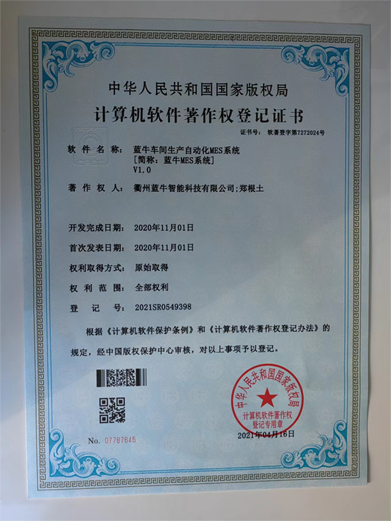 中华人民共和国国家版权局
计算机软件著作权登记证书
证书号： 软著登字第7272024号
软件名称： 蓝牛车间生产自动化MES系统
[简称：蓝牛MES系统]
V1.0
著作权人： 衢州蓝牛智能科技有限公司;郑根土
开发完成日期： 2020年11月01日
首次发表日期： 2020年11月01日
权利取得方式： 原始取得
权利范围： 全部权利
登记号： 2021SR0549398
根据《计算机软件保护条例》和《计算机软件著作权登记办法》的
规定，经中国版权保护中心审核，对以上事项予以登记。
中华人民共和国国家版权局
计算机软件著作权
登记专用章
No. 07767645
2021年04月16日